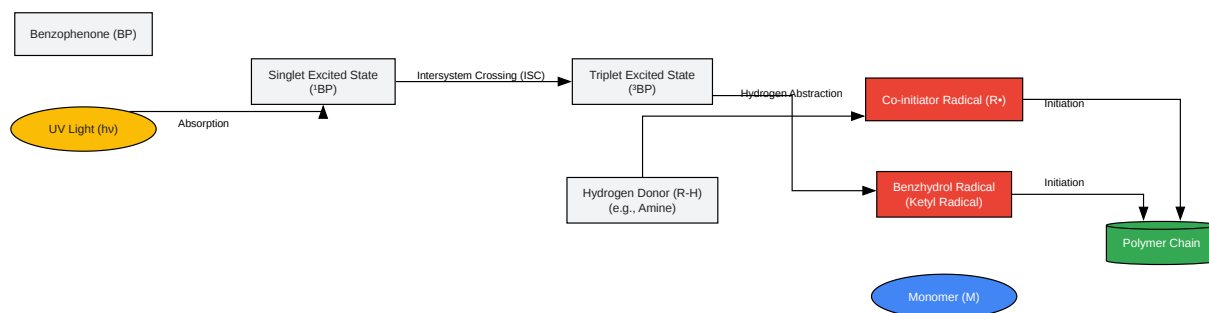 Benzophenone (BP)
UV Light (hν)
Absorption
Singlet Excited State
(¹BP)
Intersystem Crossing (ISC)
Triplet Excited State
(³BP)
Hydrogen Abstraction
Hydrogen Donor (R-H)
(e.g., Amine)
Co-initiator Radical (R•)
Initiation
Benzhydrol Radical
(Ketyl Radical)
Initiation
Polymer Chain
Monomer (M)